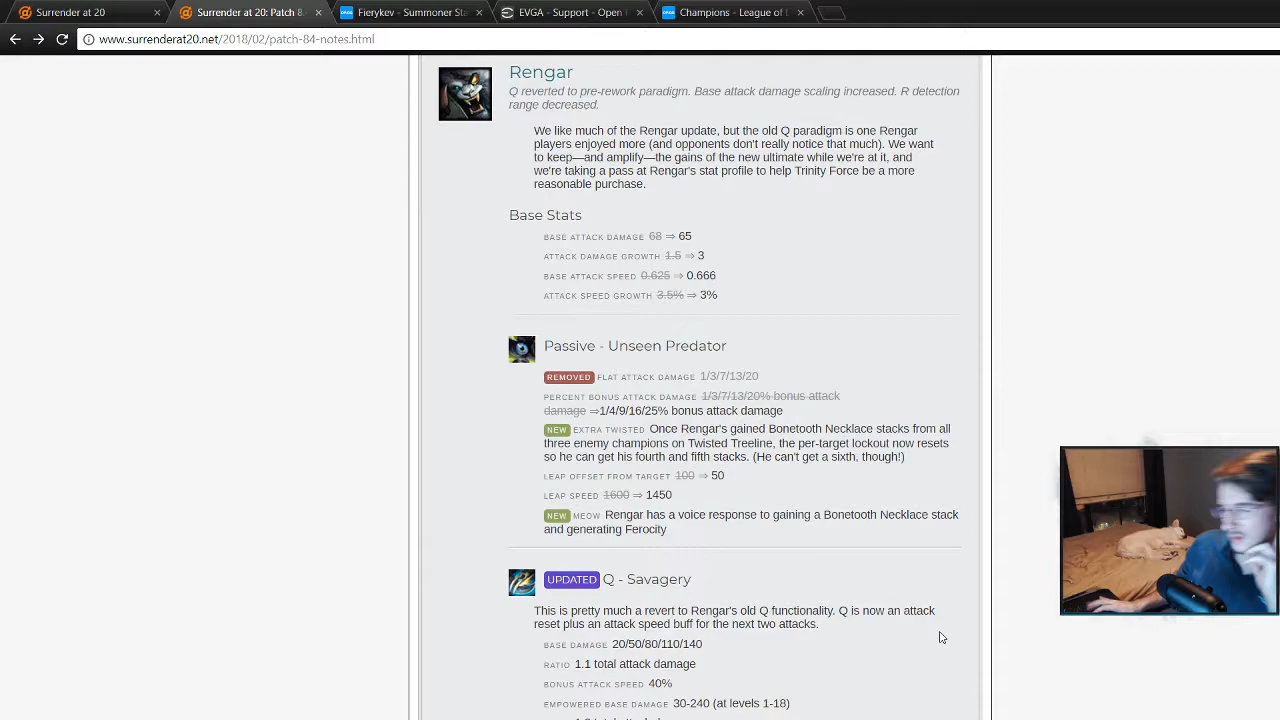 Surrender at 20
Surrender at 20: Patch 8.
Fierykev - Summoner Sta
EVGA - Support - Open
Champions - League of L
www.surrenderat20.net/2018/02/patch-84-notes.html
Rengar
Q reverted to pre-rework paradigm. Base attack damage scaling increased. R detection
range decreased.
We like much of the Rengar update, but the old Q paradigm is one Rengar
players enjoyed more (and opponents don't really notice that much). We want
to keep—and amplify—the gains of the new ultimate while we're at it, and
we're taking a pass at Rengar's stat profile to help Trinity Force be a more
reasonable purchase.
Base Stats
BASE ATTACK DAMAGE 68 ⇒ 65
ATTACK DAMAGE GROWTH 1.5 ⇒ 3
BASE ATTACK SPEED 0.625 ⇒ 0.666
ATTACK SPEED GROWTH 3.5% ⇒ 3%
Passive - Unseen Predator
REMOVED FLAT ATTACK DAMAGE 1/3/7/13/20
PERCENT BONUS ATTACK DAMAGE 1/3/7/13/20% bonus attack
damage ⇒1/4/9/16/25% bonus attack damage
NEW EXTRA TWISTED Once Rengar's gained Bonetooth Necklace stacks from all
three enemy champions on Twisted Treeline, the per-target lockout now resets
so he can get his fourth and fifth stacks. (He can't get a sixth, though!)
LEAP OFFSET FROM TARGET 100 ⇒ 50
LEAP SPEED 1600 ⇒ 1450
NEW MEOW Rengar has a voice response to gaining a Bonetooth Necklace stack
and generating Ferocity
UPDATED Q - Savagery
This is pretty much a revert to Rengar's old Q functionality. Q is now an attack
reset plus an attack speed buff for the next two attacks.
BASE DAMAGE 20/50/80/110/140
RATIO 1.1 total attack damage
BONUS ATTACK SPEED 40%
EMPOWERED BASE DAMAGE 30-240 (at levels 1-18)